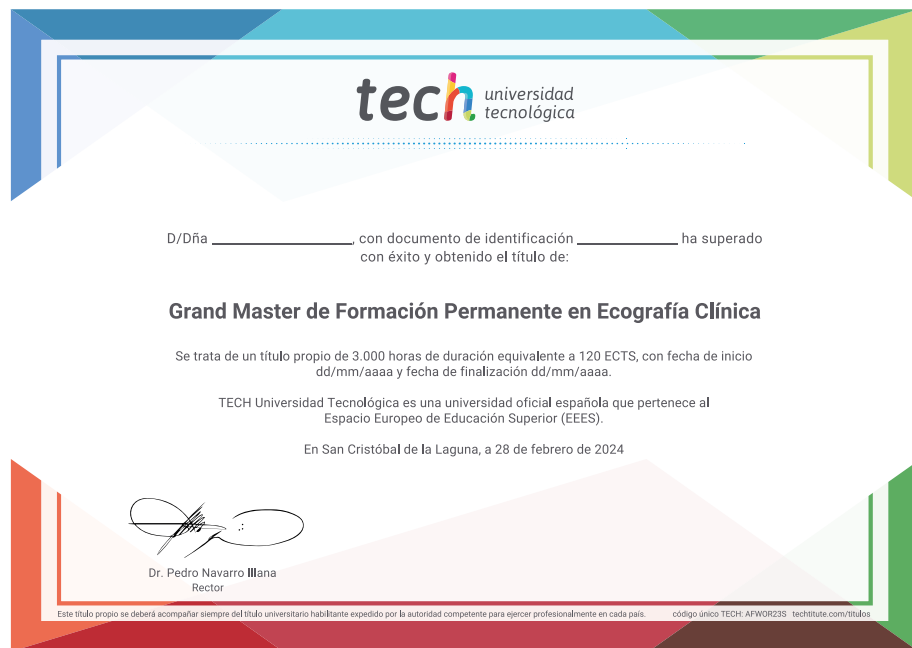 tech universidad
tecnológica
D/Dña ____________________, con documento de identificación ______________ ha superado
con éxito y obtenido el título de:
Grand Master de Formación Permanente en Ecografía Clínica
Se trata de un título propio de 3.000 horas de duración equivalente a 120 ECTS, con fecha de inicio
dd/mm/aaaa y fecha de finalización dd/mm/aaaa.
TECH Universidad Tecnológica es una universidad oficial española que pertenece al
Espacio Europeo de Educación Superior (EEES).
En San Cristóbal de la Laguna, a 28 de febrero de 2024
Dr. Pedro Navarro Illana
Rector
Este título propio se deberá acompañar siempre del título universitario habilitante expedido por la autoridad competente para ejercer profesionalmente en cada país. código único TECH: AFWOR23S techtitute.com/titulos